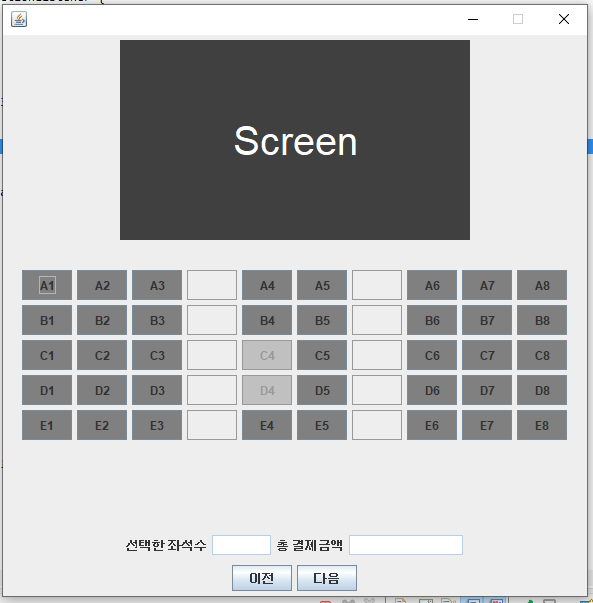 Screen
A1 A2 A3 A4 A5 A6 A7 A8
B1 B2 B3 B4 B5 B6 B7 B8
C1 C2 C3 C4 C5 C6 C7 C8
D1 D2 D3 D4 D5 D6 D7 D8
E1 E2 E3 E4 E5 E6 E7 E8
선택한 좌석수 총 결제금액
이전 다음